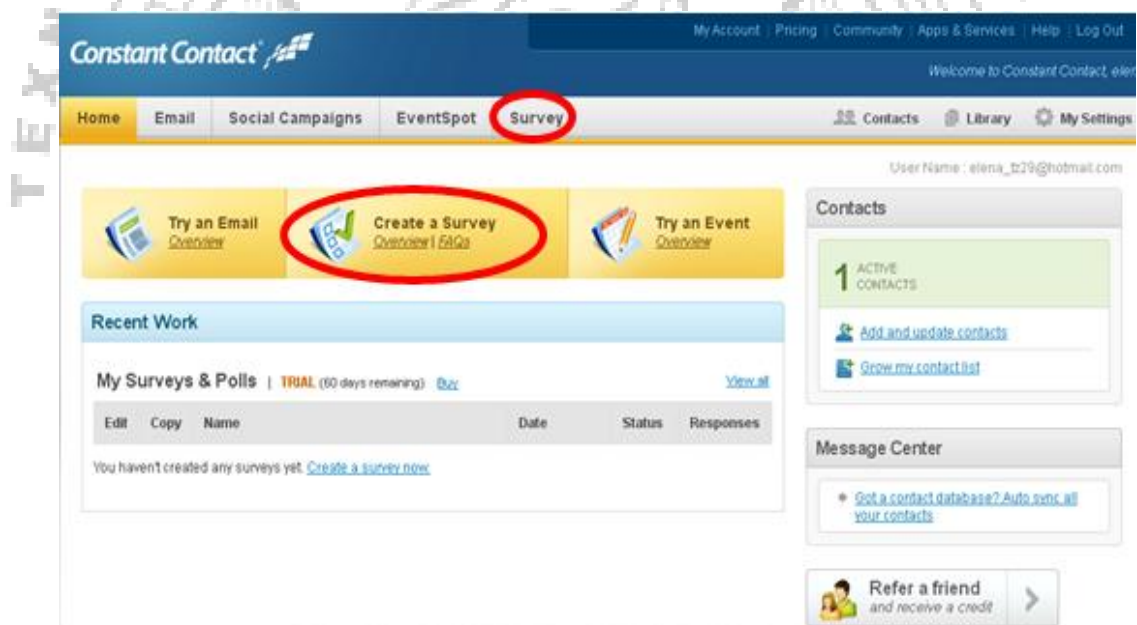 My Account | Pricing | Community | Apps & Services | Help | Log Out
Constant Contact
Welcome to Constant Contact, elen
Home Email Social Campaigns EventSpot Survey Contacts Library My Settings
User Name : elena_tz29@hotmail.com
Try an Email
Overview
Create a Survey
Overview | FAQs
Try an Event
Overview
Recent Work
My Surveys & Polls | TRIAL (60 days remaining) Buy View all
Edit Copy Name Date Status Responses
You haven't created any surveys yet. Create a survey now.
Contacts
1 ACTIVE CONTACTS
Add and update contacts
Grow my contact list
Message Center
Got a contact database? Auto sync all
your contacts
Refer a friend
and receive a credit
T E X